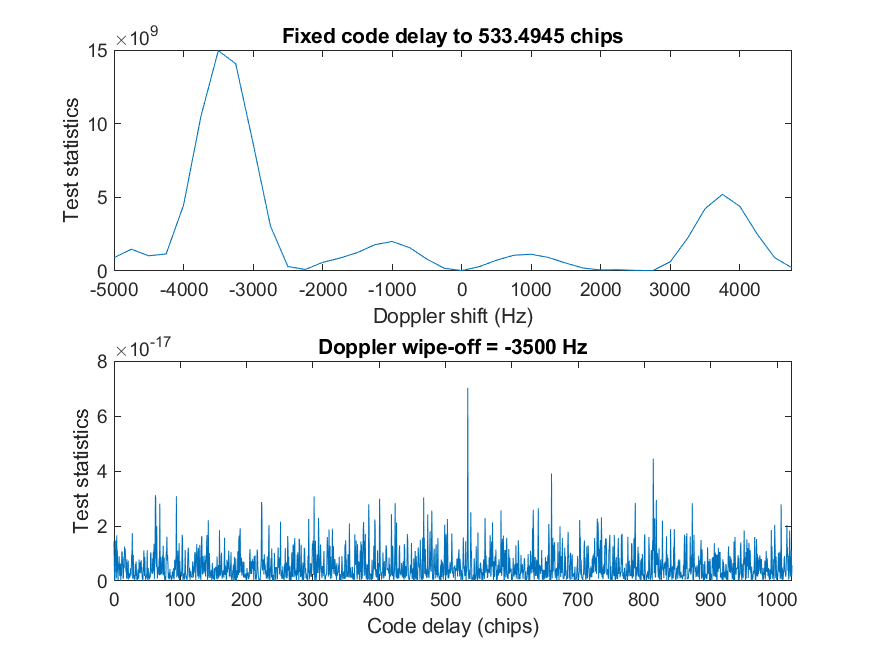 ×10^9
Fixed code delay to 533.4945 chips
15
10
5
0
Test statistics
-5000 -4000 -3000 -2000 -1000 0 1000 2000 3000 4000
Doppler shift (Hz)
×10^-17
Doppler wipe-off = -3500 Hz
8
6
4
2
0
Test statistics
0 100 200 300 400 500 600 700 800 900 1000
Code delay (chips)